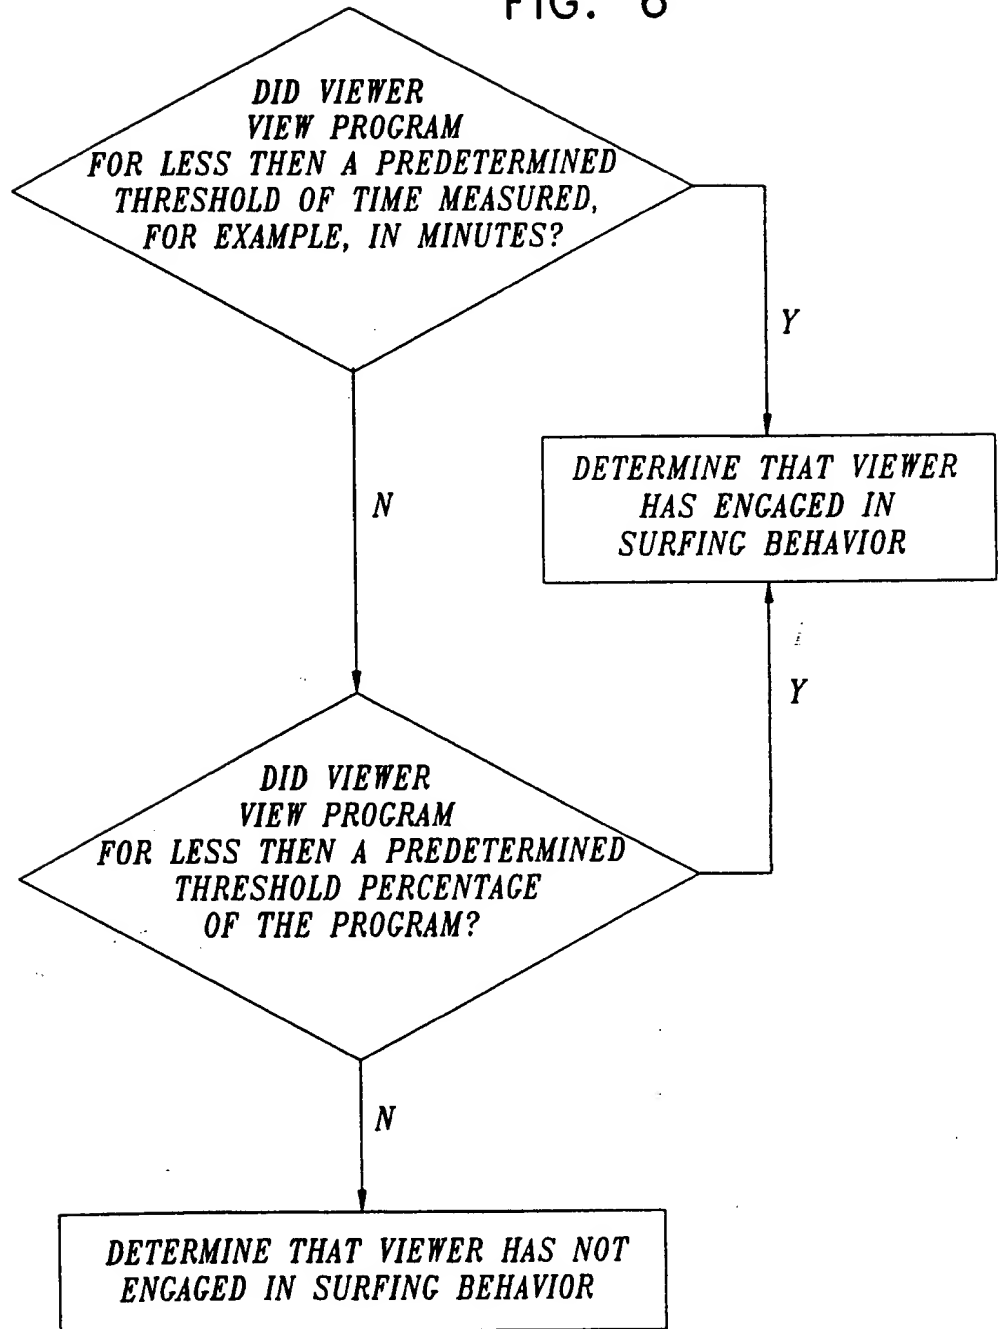 FIG. 6
DID VIEWER
VIEW PROGRAM
FOR LESS THEN A PREDETERMINED
THRESHOLD OF TIME MEASURED,
FOR EXAMPLE, IN MINUTES?
Y
N
DETERMINE THAT VIEWER
HAS ENGAGED IN
SURFING BEHAVIOR
Y
DID VIEWER
VIEW PROGRAM
FOR LESS THEN A PREDETERMINED
THRESHOLD PERCENTAGE
OF THE PROGRAM?
N
DETERMINE THAT VIEWER HAS NOT
ENGAGED IN SURFING BEHAVIOR